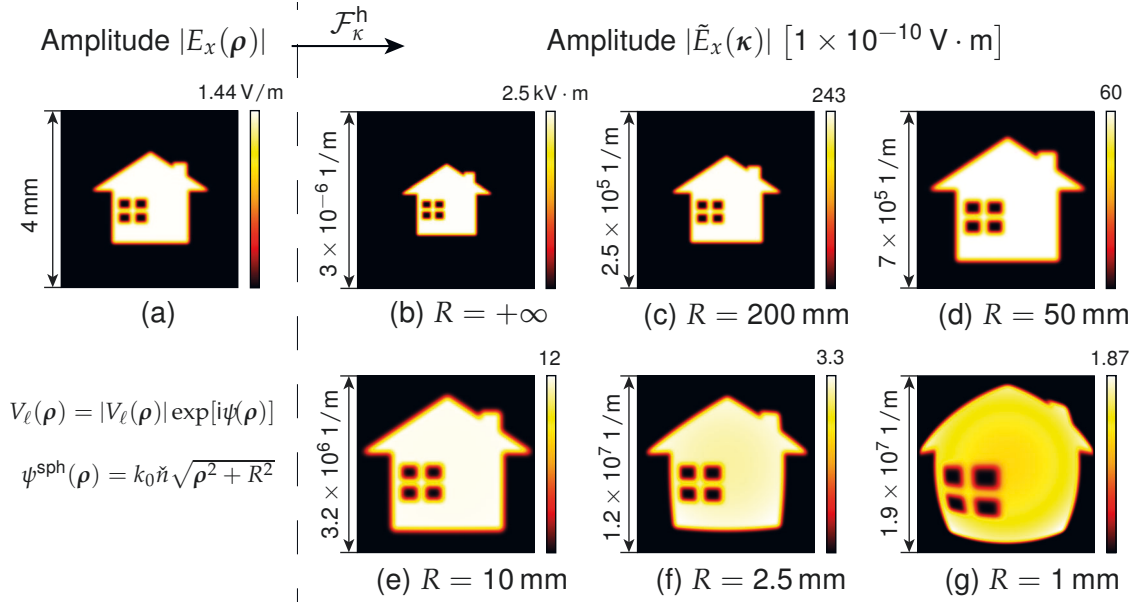 Amplitude |E_x(ρ)|
ℱ_κ^h
Amplitude |Ẽ_x(κ)| [1 × 10^−10 V · m]
1.44 V/m
4 mm
(a)
2.5 kV · m
3 × 10^−6 1/m
(b) R = +∞
243
2.5 × 10^5 1/m
(c) R = 200 mm
60
7 × 10^5 1/m
(d) R = 50 mm
V_ℓ(ρ) = |V_ℓ(ρ)| exp[iψ(ρ)]
ψ^sph(ρ) = k_0ň√(ρ^2 + R^2)
12
3.2 × 10^6 1/m
(e) R = 10 mm
3.3
1.2 × 10^7 1/m
(f) R = 2.5 mm
1.87
1.9 × 10^7 1/m
(g) R = 1 mm